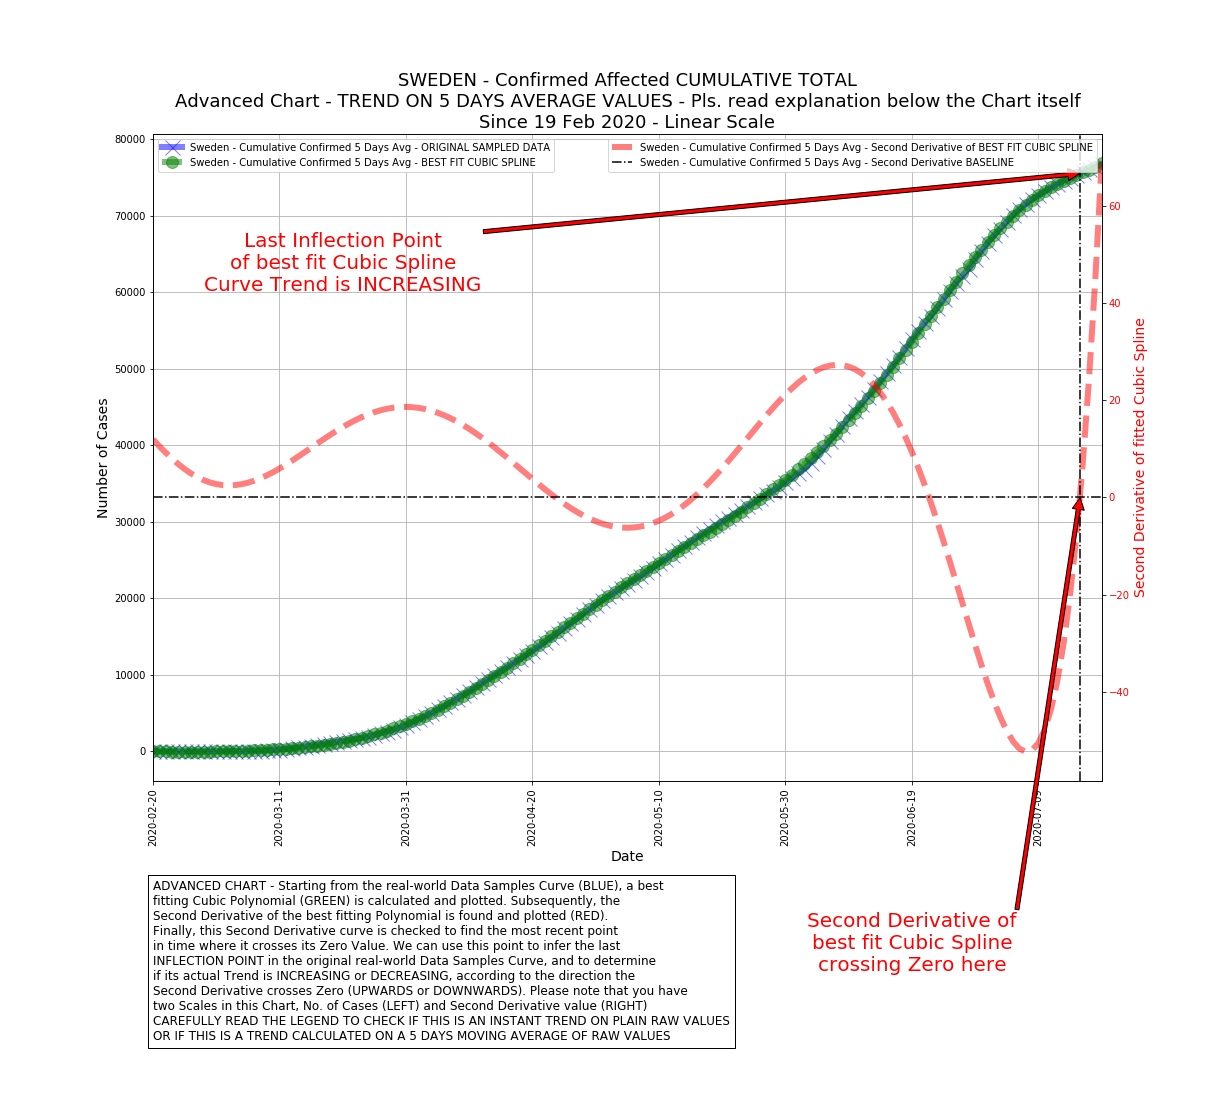 SWEDEN - Confirmed Affected CUMULATIVE TOTAL
Advanced Chart - TREND ON 5 DAYS AVERAGE VALUES - Pls. read explanation below the Chart itself
Since 19 Feb 2020 - Linear Scale
Sweden - Cumulative Confirmed 5 Days Avg - ORIGINAL SAMPLED DATA
Sweden - Cumulative Confirmed 5 Days Avg - BEST FIT CUBIC SPLINE
Sweden - Cumulative Confirmed 5 Days Avg - Second Derivative of BEST FIT CUBIC SPLINE
Sweden - Cumulative Confirmed 5 Days Avg - Second Derivative BASELINE
Last Inflection Point
of best fit Cubic Spline
Curve Trend is INCREASING
Number of Cases
80000
70000
60000
50000
40000
30000
20000
10000
0
60
40
20
0
−20
−40
Second Derivative of fitted Cubic Spline
2020-02-20
2020-03-11
2020-03-31
2020-04-20
2020-05-10
2020-05-30
2020-06-19
2020-07-09
Date
ADVANCED CHART - Starting from the real-world Data Samples Curve (BLUE), a best
fitting Cubic Polynomial (GREEN) is calculated and plotted. Subsequently, the
Second Derivative of the best fitting Polynomial is found and plotted (RED).
Finally, this Second Derivative curve is checked to find the most recent point
in time where it crosses its Zero Value. We can use this point to infer the last
INFLECTION POINT in the original real-world Data Samples Curve, and to determine
if its actual Trend is INCREASING or DECREASING, according to the direction the
Second Derivative crosses Zero (UPWARDS or DOWNWARDS). Please note that you have
two Scales in this Chart, No. of Cases (LEFT) and Second Derivative value (RIGHT)
CAREFULLY READ THE LEGEND TO CHECK IF THIS IS AN INSTANT TREND ON PLAIN RAW VALUES
OR IF THIS IS A TREND CALCULATED ON A 5 DAYS MOVING AVERAGE OF RAW VALUES
Second Derivative of
best fit Cubic Spline
crossing Zero here